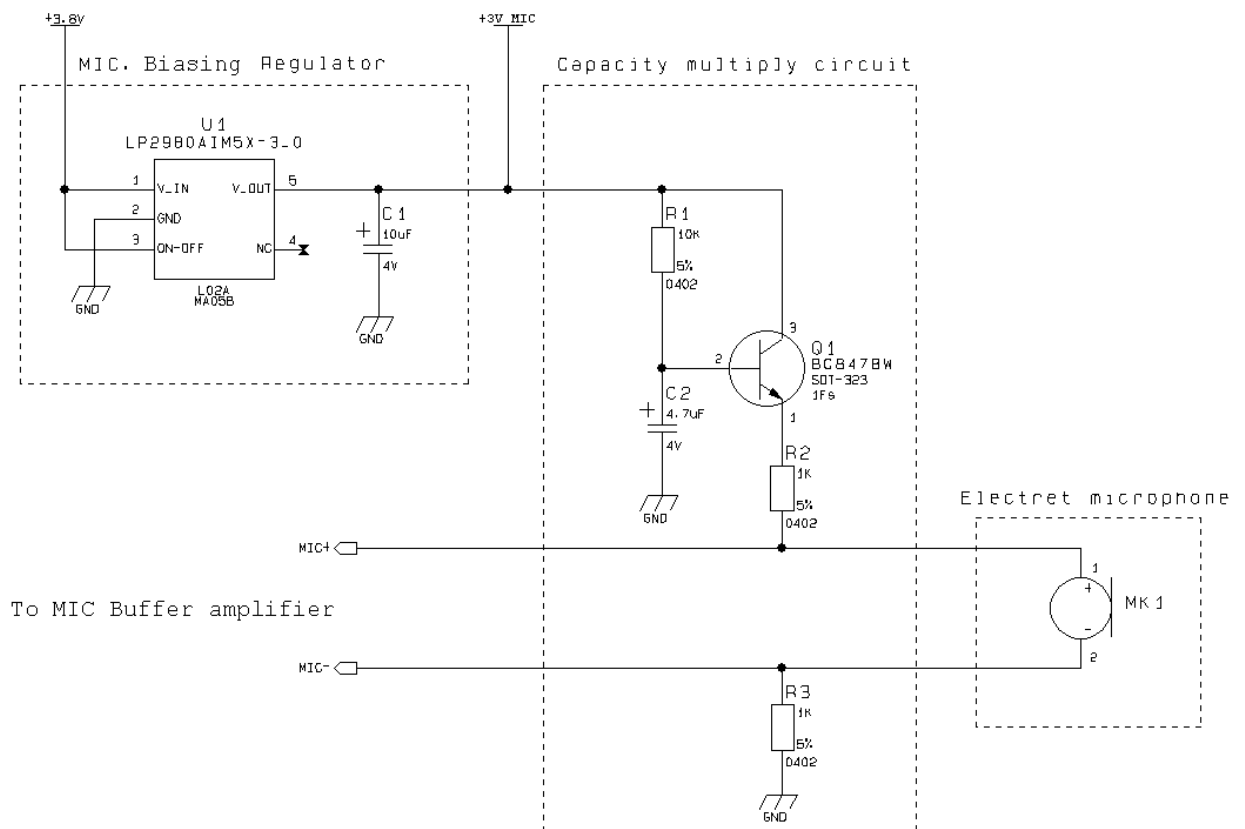 +3.8V
+3V MIC
MIC. Biasing Regulator
Capacity multiply circuit
U1
LP2980AIM5X-3_0
1 V_IN V_OUT 5
2 GND
3 ON-OFF NC 4
L02A
MA05B
GND
C1
+ 10uF
4V
GND
R1
10K
5%
0402
2
3
Q1
BC847BW
SOT-323
1Fs
1
C2
+ 4.7uF
4V
GND
R2
1K
5%
0402
Electret microphone
MIC+
1
+
MK1
-
2
To MIC Buffer amplifier
MIC-
R3
1K
5%
0402
GND